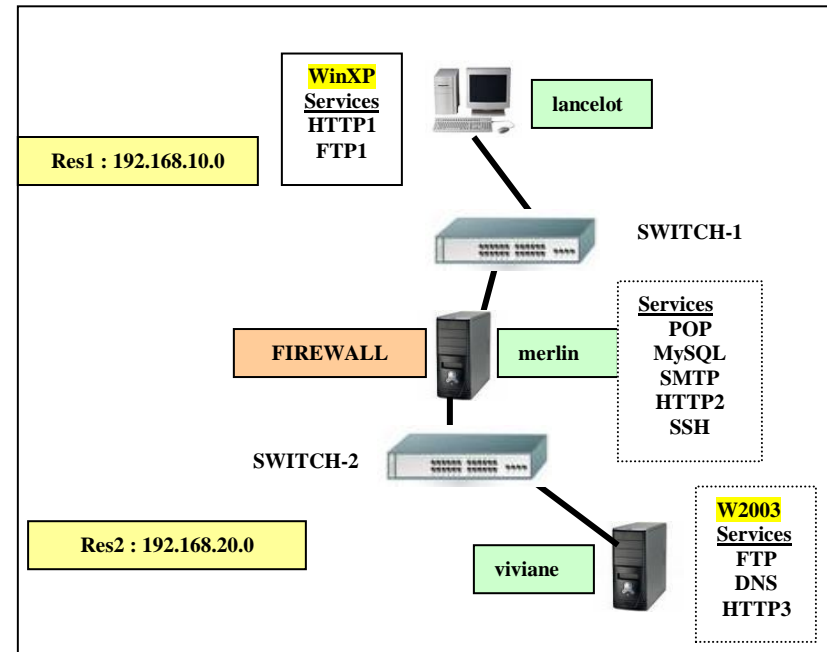 WinXP
Services
HTTP1
FTP1
lancelot
Res1 : 192.168.10.0
SWITCH-1
FIREWALL
merlin
Services
POP
MySQL
SMTP
HTTP2
SSH
SWITCH-2
Res2 : 192.168.20.0
viviane
W2003
Services
FTP
DNS
HTTP3